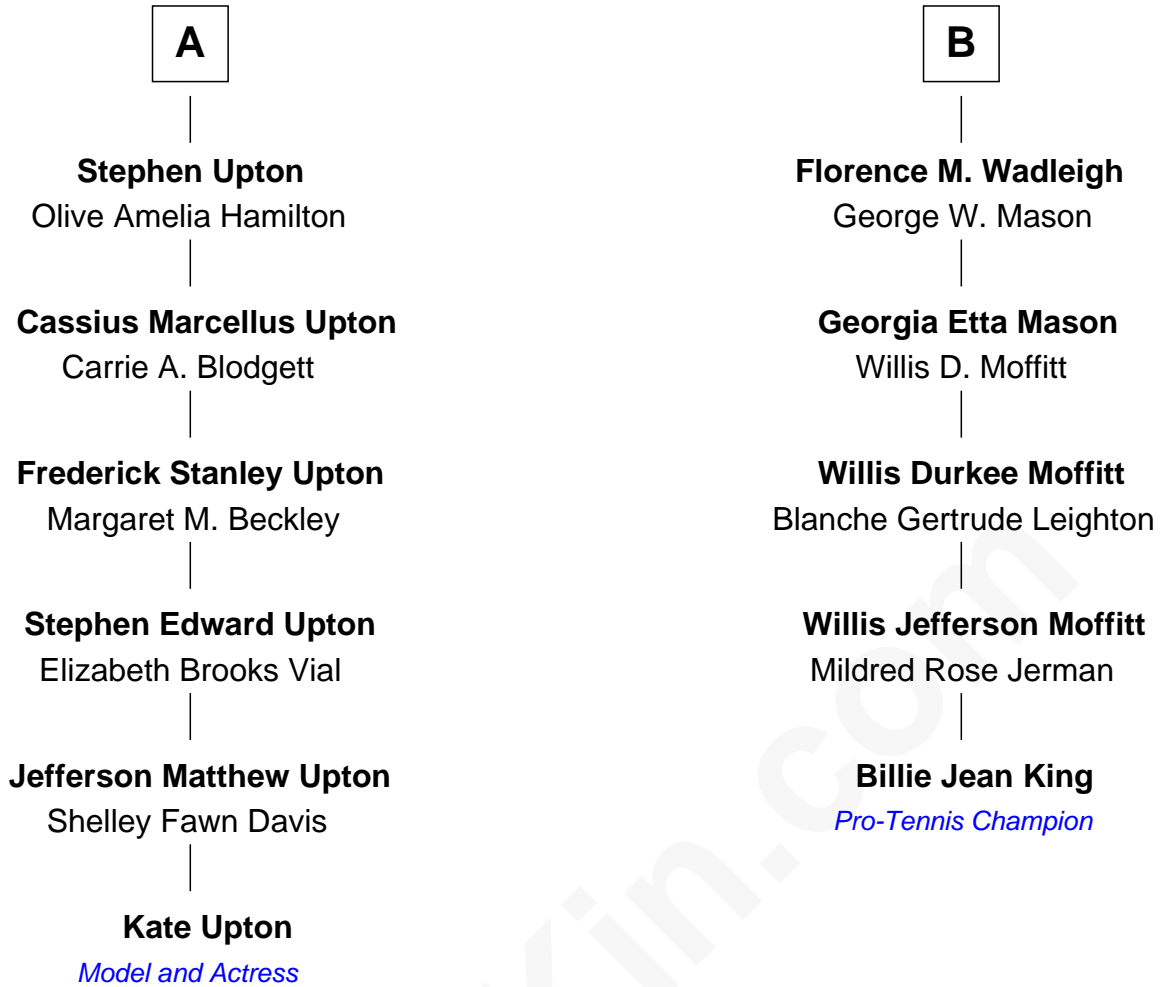 A
Stephen Upton
Olive Amelia Hamilton
Cassius Marcellus Upton
Carrie A. Blodgett
Frederick Stanley Upton
Margaret M. Beckley
Stephen Edward Upton
Elizabeth Brooks Vial
Jefferson Matthew Upton
Shelley Fawn Davis
Kate Upton
Model and Actress
B
Florence M. Wadleigh
George W. Mason
Georgia Etta Mason
Willis D. Moffitt
Willis Durkee Moffitt
Blanche Gertrude Leighton
Willis Jefferson Moffitt
Mildred Rose Jerman
Billie Jean King
Pro-Tennis Champion
Kin.com